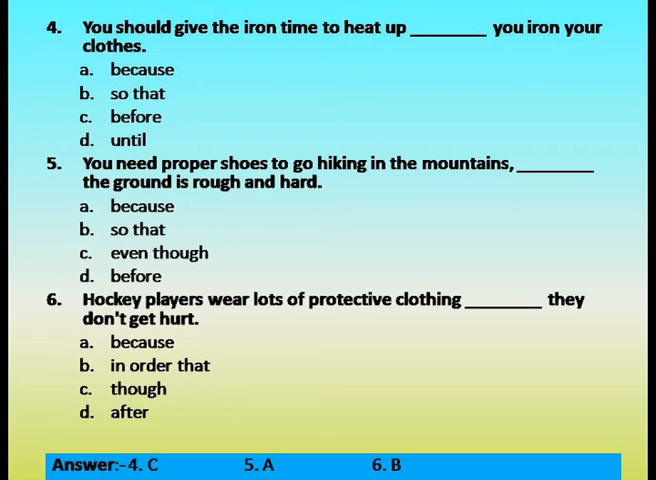 4. You should give the iron time to heat up ________ you iron your
clothes.
a. because
b. so that
c. before
d. until
5. You need proper shoes to go hiking in the mountains,________
the ground is rough and hard.
a. because
b. so that
c. even though
d. before
6. Hockey players wear lots of protective clothing ________ they
don't get hurt.
a. because
b. in order that
c. though
d. after
Answer:-4. C 5. A 6. B